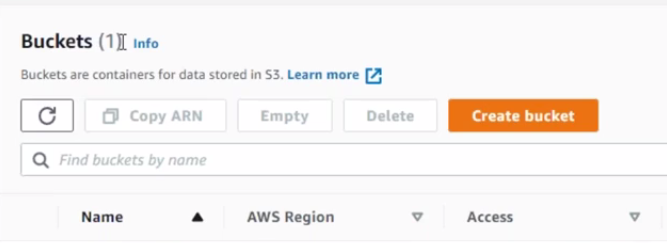 Buckets (1) Info
Buckets are containers for data stored in S3. Learn more
Copy ARN Empty Delete Create bucket
Find buckets by name
Name AWS Region Access